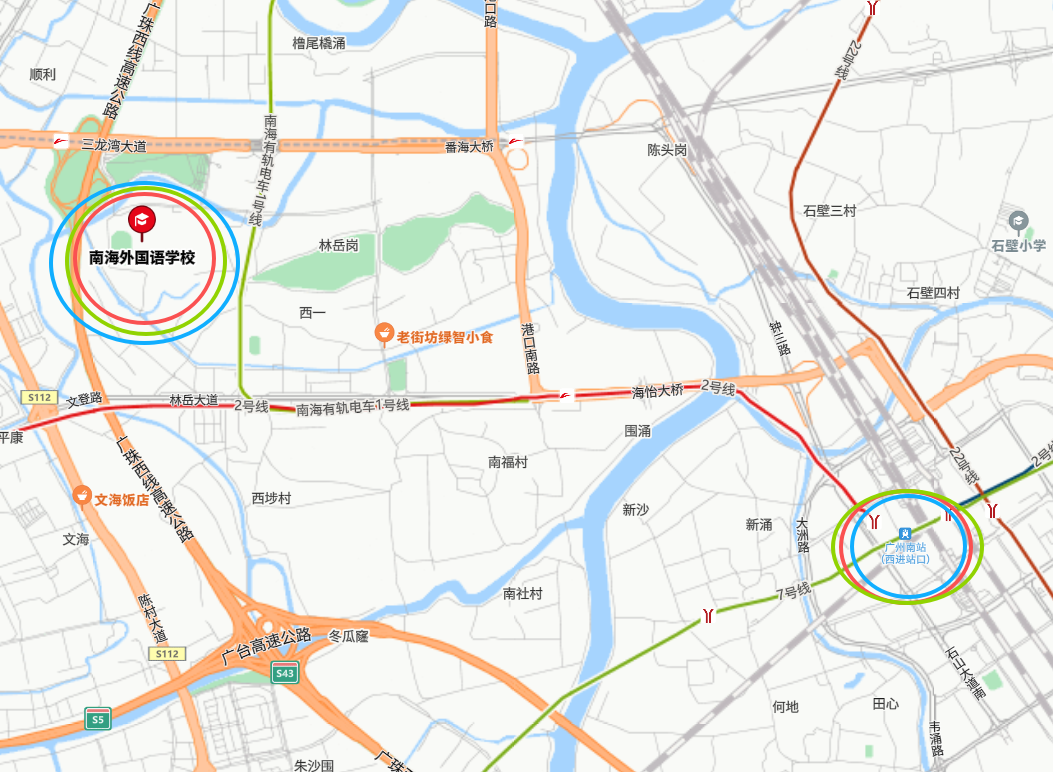 广珠西线高速公路
港口路
橹尾橇涌
顺利
22号线
南海有轨电车1号线
三龙湾大道
番海大桥
陈头岗
石壁三村
石壁小学
南海外国语学校
林岳岗
西一
石壁四村
钟三路
老街坊绿智小食
港口南路
S112
文登路
林岳大道
2号线
南海有轨电车1号线
海怡大桥
2号线
平康
围涌
广珠西线高速公路
南福村
22号线
2号线
文海饭店
西埗村
新沙
新涌
大洲路
文海
广州南站
(西进站口)
7号线
南社村
陈村大道
广台高速公路
冬瓜窿
S112
S43
石山大道南
何地
田心
S5
韦涌路
朱沙围